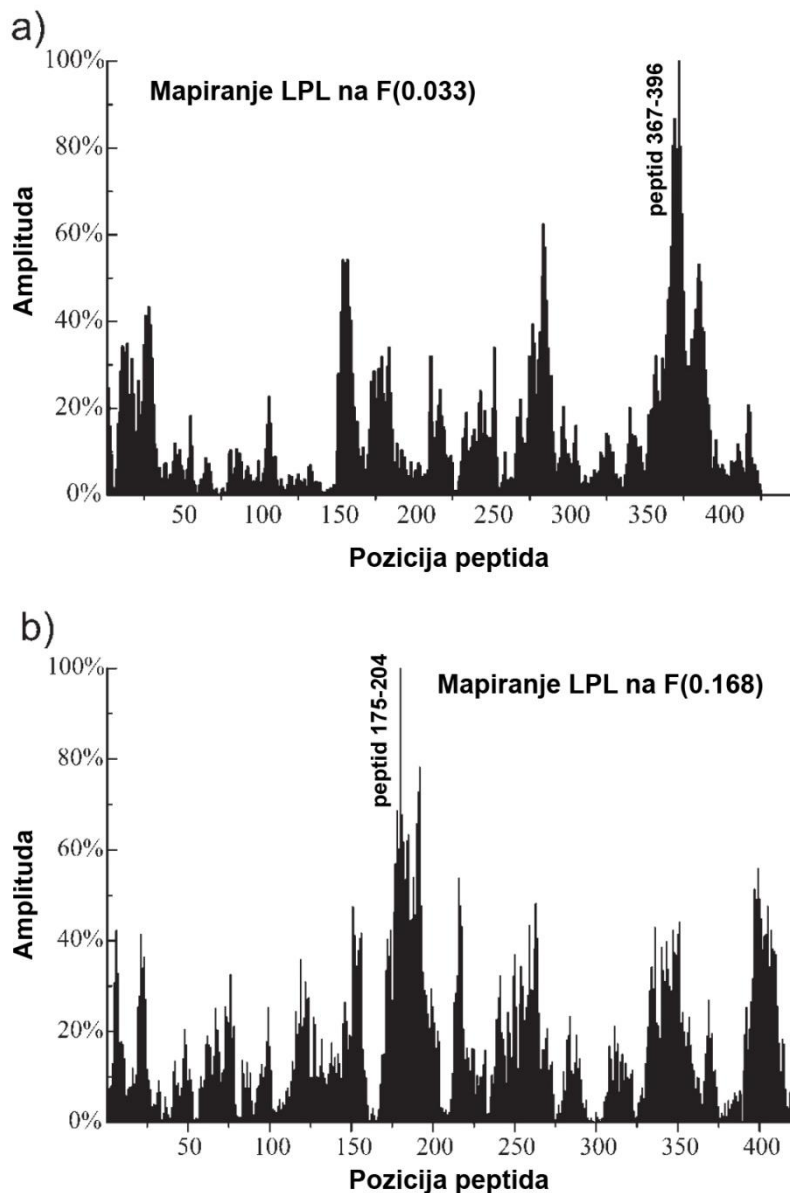 a)
Mapiranje LPL na F(0.033)
peptid 367-396
Amplituda
100%
80%
60%
40%
20%
0%
50 100 150 200 250 300 350 400
Pozicija peptida
b)
Mapiranje LPL na F(0.168)
peptid 175-204
Amplituda
100%
80%
60%
40%
20%
0%
50 100 150 200 250 300 350 400
Pozicija peptida